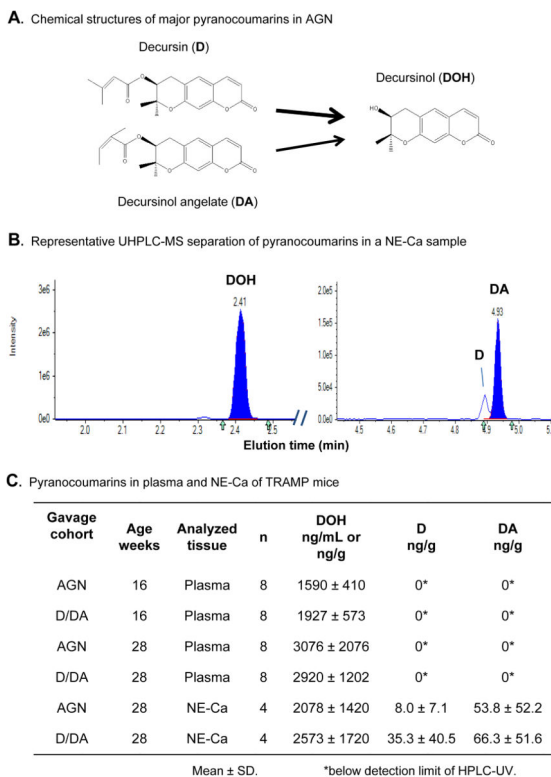 A. Chemical structures of major pyranocoumarins in AGN
Decursin (D)
Decursinol (DOH)
O
O
O
O
O
HO
O
O
O
O
O
O
O
O
Decursinol angelate (DA)
B. Representative UHPLC-MS separation of pyranocoumarins in a NE-Ca sample
DOH
DA
3e6
2.41
2.0e5
4.93
1.5e5
2e6
D
Intensity
1.0e5
1e6
5.0e4
0e0
0.0e0
2.0 2.1 2.2 2.3 2.4 2.5
4.5 4.6 4.7 4.8 4.9 5.0 5.
Elution time (min)
C. Pyranocoumarins in plasma and NE-Ca of TRAMP mice
Gavage cohort Age weeks Analyzed tissue n DOH ng/mL or ng/g D ng/g DA ng/g
AGN 16 Plasma 8 1590 ± 410 0* 0*
D/DA 16 Plasma 8 1927 ± 573 0* 0*
AGN 28 Plasma 8 3076 ± 2076 0* 0*
D/DA 28 Plasma 8 2920 ± 1202 0* 0*
AGN 28 NE-Ca 4 2078 ± 1420 8.0 ± 7.1 53.8 ± 52.2
D/DA 28 NE-Ca 4 2573 ± 1720 35.3 ± 40.5 66.3 ± 51.6
Mean ± SD. *below detection limit of HPLC-UV.